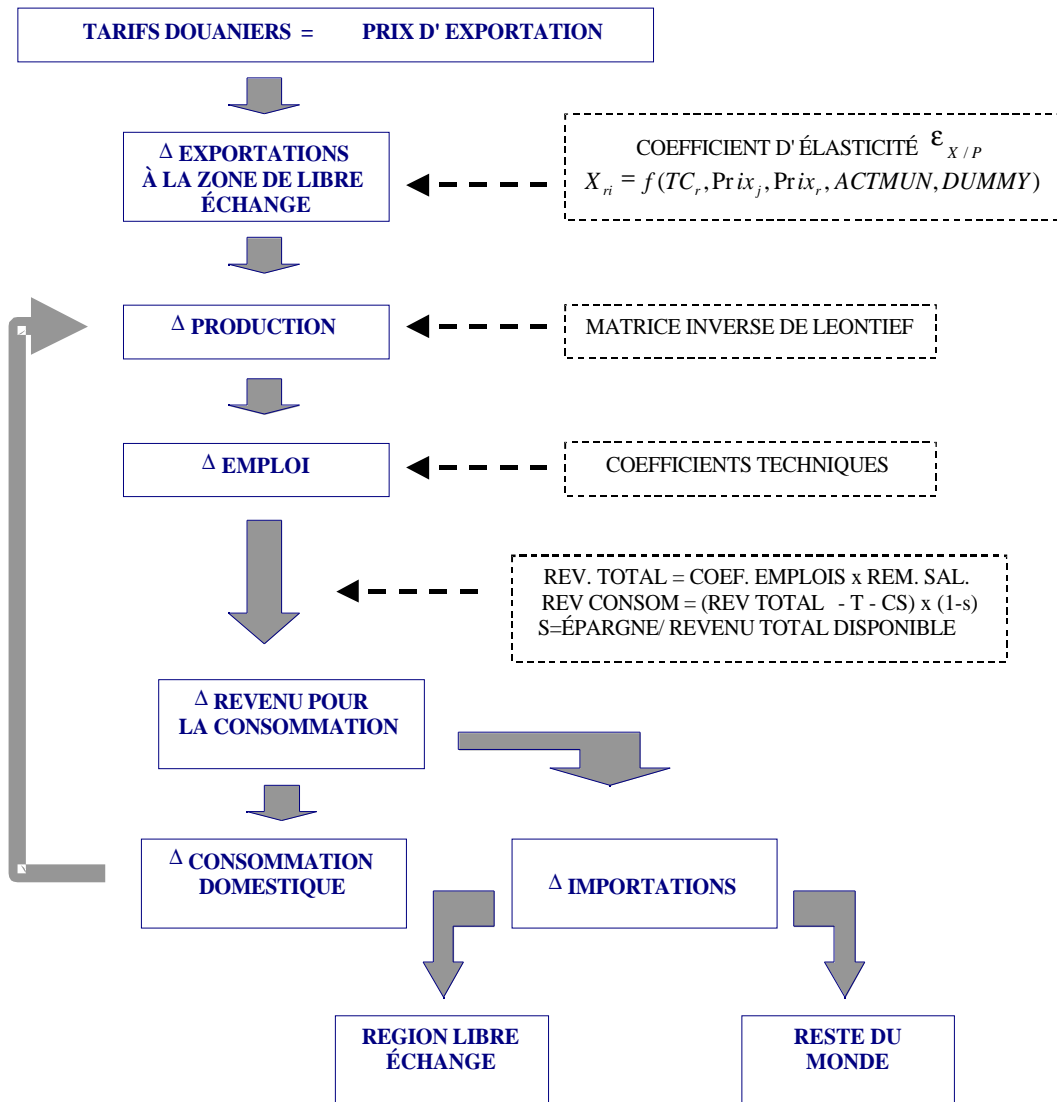 TARIFS DOUANIERS = PRIX D' EXPORTATION
Δ EXPORTATIONS
À LA ZONE DE LIBRE
ÉCHANGE
COEFFICIENT D' ÉLASTICITÉ ε X / P
X ri = f (TC r , Prix j , Prix r , ACTMUN, DUMMY)
Δ PRODUCTION
MATRICE INVERSE DE LEONTIEF
Δ EMPLOI
COEFFICIENTS TECHNIQUES
REV. TOTAL = COEF. EMPLOIS x REM. SAL.
REV CONSOM = (REV TOTAL - T - CS) x (1-s)
S=ÉPARGNE/ REVENU TOTAL DISPONIBLE
Δ REVENU POUR
LA CONSOMMATION
Δ CONSOMMATION
DOMESTIQUE
Δ IMPORTATIONS
REGION LIBRE
ÉCHANGE
RESTE DU
MONDE